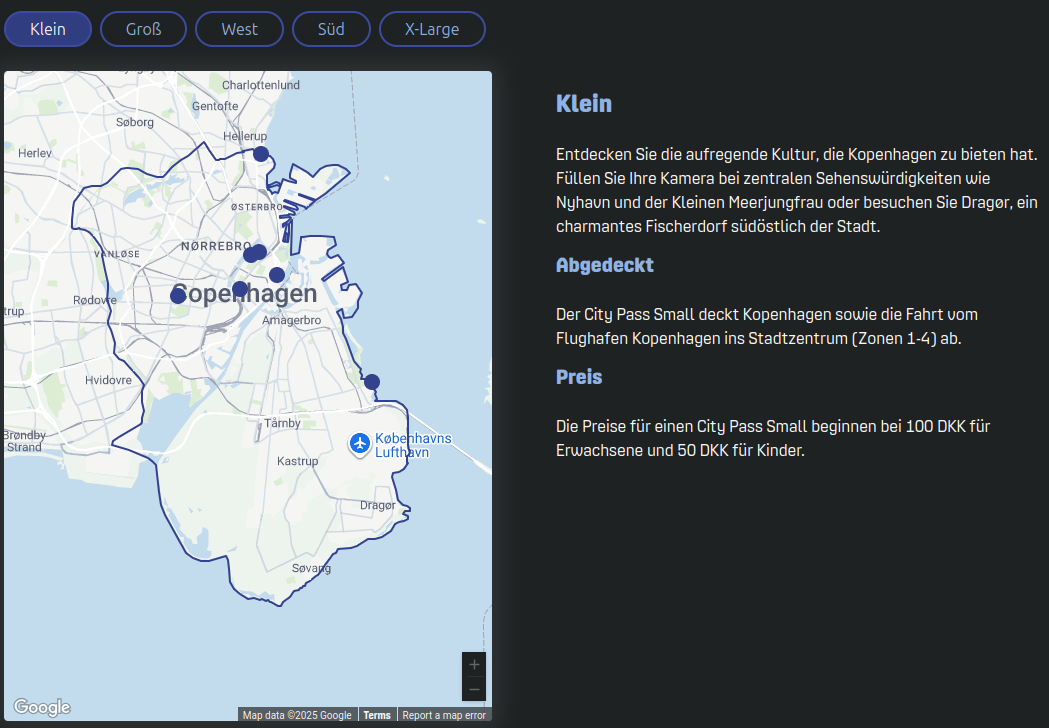 Klein
Groß
West
Süd
X-Large
Charlottenlund
Gentofte
Søborg
Hellerup
Herlev
ØSTERBRO
NØRREBRO
VANLØSE
Rødovre
Copenhagen
trup
Amagerbro
Hvidovre
Tårnby
Brøndby
Strand
Københavns
Lufthavn
Kastrup
Dragør
Søvang
Google
Map data ©2025 Google
Terms
Report a map error
Klein
Entdecken Sie die aufregende Kultur, die Kopenhagen zu bieten hat.
Füllen Sie Ihre Kamera bei zentralen Sehenswürdigkeiten wie
Nyhavn und der Kleinen Meerjungfrau oder besuchen Sie Dragør, ein
charmantes Fischerdorf südöstlich der Stadt.
Abgedeckt
Der City Pass Small deckt Kopenhagen sowie die Fahrt vom
Flughafen Kopenhagen ins Stadtzentrum (Zonen 1-4) ab.
Preis
Die Preise für einen City Pass Small beginnen bei 100 DKK für
Erwachsene und 50 DKK für Kinder.